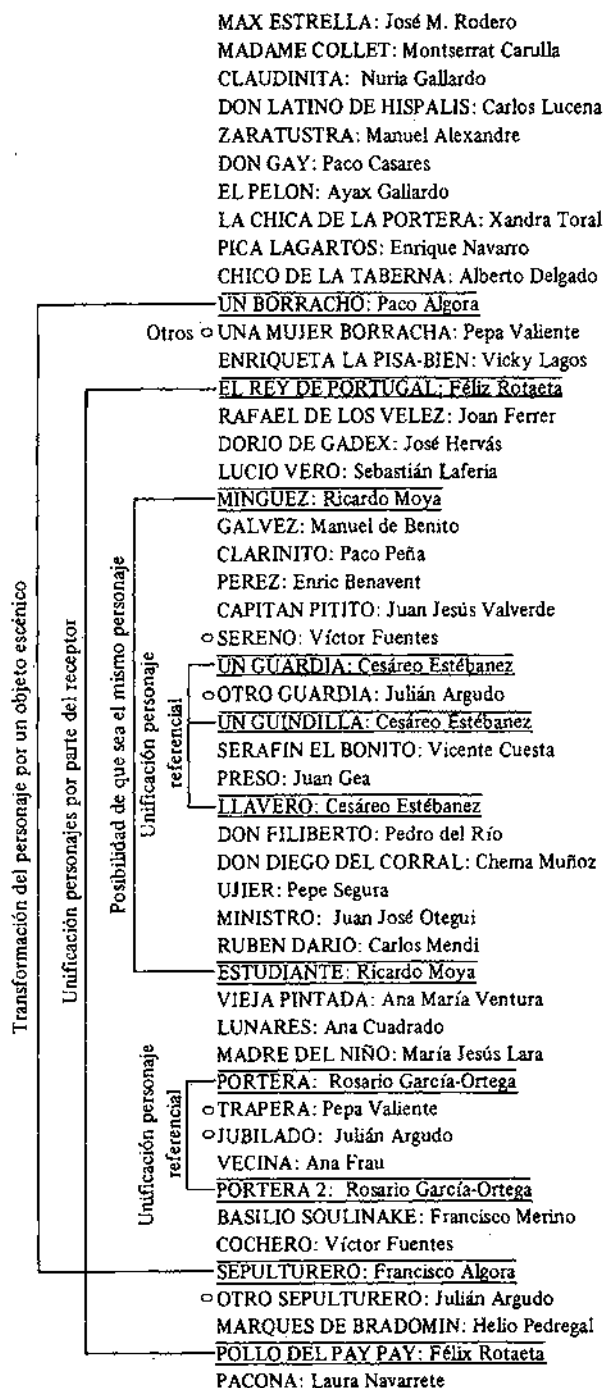 MAX ESTRELLA: José M. Rodero
MADAME COLLET: Montserrat Carulla
CLAUDINITA: Nuria Gallardo
DON LATINO DE HISPALIS: Carlos Lucena
ZARATUSTRA: Manuel Alexandre
DON GAY: Paco Casares
EL PELON: Ayax Gallardo
LA CHICA DE LA PORTERA: Xandra Toral
PICA LAGARTOS: Enrique Navarro
CHICO DE LA TABERNA: Alberto Delgado
UN BORRACHO: Paco Algora
Otros o UNA MUJER BORRACHA: Pepa Valiente
ENRIQUETA LA PISA-BIEN: Vicky Lagos
EL REY DE PORTUGAL: Féliz Rotaeta
RAFAEL DE LOS VELEZ: Joan Ferrer
DORIO DE GADEX: José Hervás
LUCIO VERO: Sebastián Laferia
MINGUEZ: Ricardo Moya
GALVEZ: Manuel de Benito
CLARINITO: Paco Peña
PEREZ: Enric Benavent
CAPITAN PITITO: Juan Jesús Valverde
o SERENO: Víctor Fuentes
UN GUARDIA: Cesáreo Estébanez
o OTRO GUARDIA: Julián Argudo
UN GUINDILLA: Cesáreo Estébanez
SERAFIN EL BONITO: Vicente Cuesta
PRESO: Juan Gea
LLAVERO: Cesáreo Estébanez
DON FILIBERTO: Pedro del Río
DON DIEGO DEL CORRAL: Chema Muñoz
UJIER: Pepe Segura
MINISTRO: Juan José Otegui
RUBEN DARIO: Carlos Mendi
ESTUDIANTE: Ricardo Moya
VIEJA PINTADA: Ana María Ventura
LUNARES: Ana Cuadrado
MADRE DEL NIÑO: María Jesús Lara
PORTERA: Rosario García-Ortega
o TRAPERA: Pepa Valiente
o JUBILADO: Julián Argudo
VECINA: Ana Frau
PORTERA 2: Rosario García-Ortega
BASILIO SOULINAKE: Francisco Merino
COCHERO: Víctor Fuentes
SEPULTURERO: Francisco Algora
o OTRO SEPULTURERO: Julián Argudo
MARQUES DE BRADOMIN: Helio Pedregal
POLLO DEL PAY PAY: Félix Rotaeta
PACONA: Laura Navarrete
Transformación del personaje por un objeto escénico
Unificación personajes por parte del receptor
Posibilidad de que sea el mismo personaje
Unificación personaje
referencial
Unificación personaje
referencial